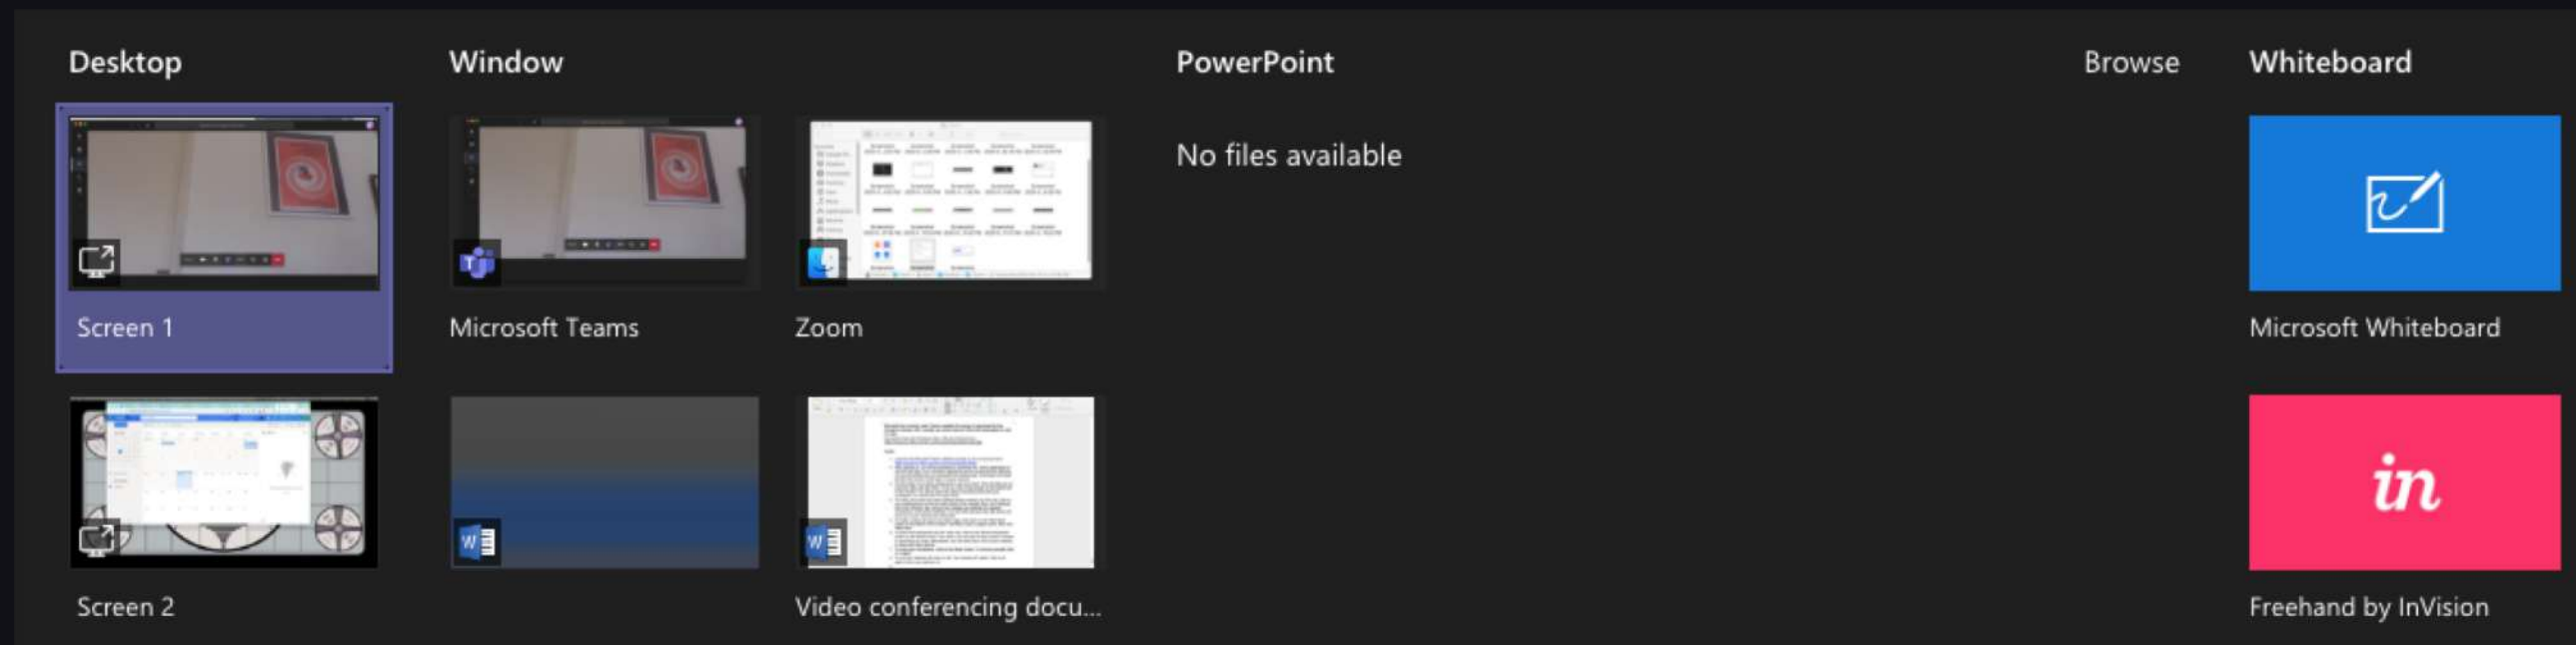 Desktop
Window
PowerPoint
Browse
Whiteboard
No files available
Screen 1
Microsoft Teams
Zoom
Microsoft Whiteboard
in
Screen 2
Video conferencing docu...
Freehand by InVision